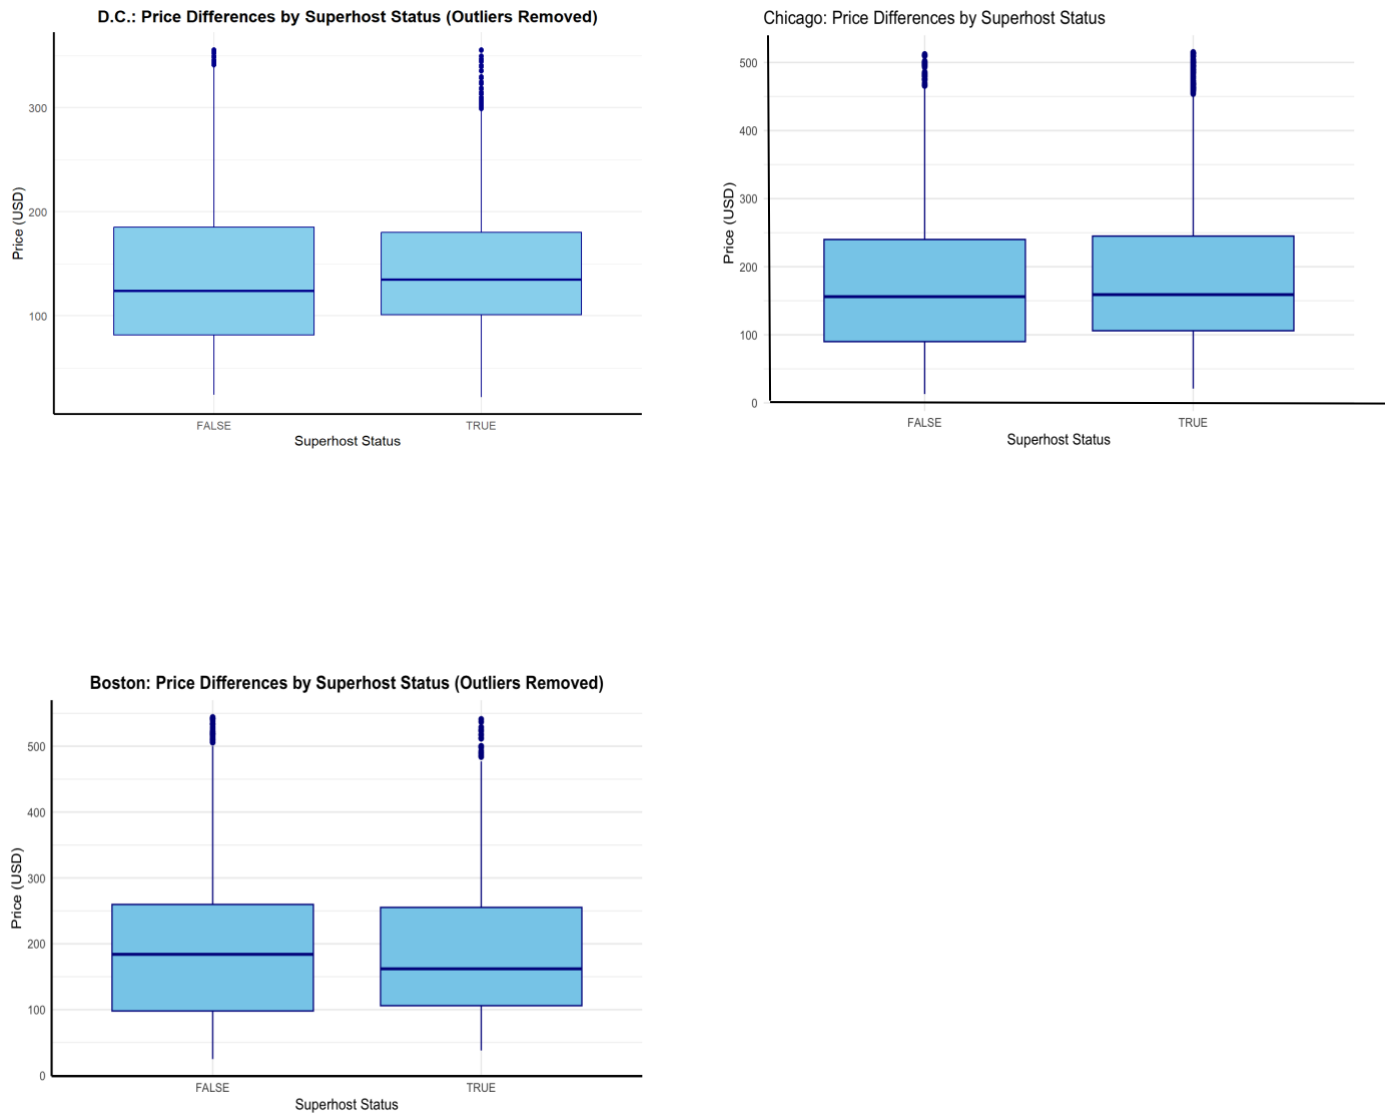 D.C.: Price Differences by Superhost Status (Outliers Removed)
Price (USD)
300
200
100
FALSE
TRUE
Superhost Status
Chicago: Price Differences by Superhost Status
Price (USD)
500
400
300
200
100
0
FALSE
TRUE
Superhost Status
Boston: Price Differences by Superhost Status (Outliers Removed)
Price (USD)
500
400
300
200
100
0
FALSE
TRUE
Superhost Status